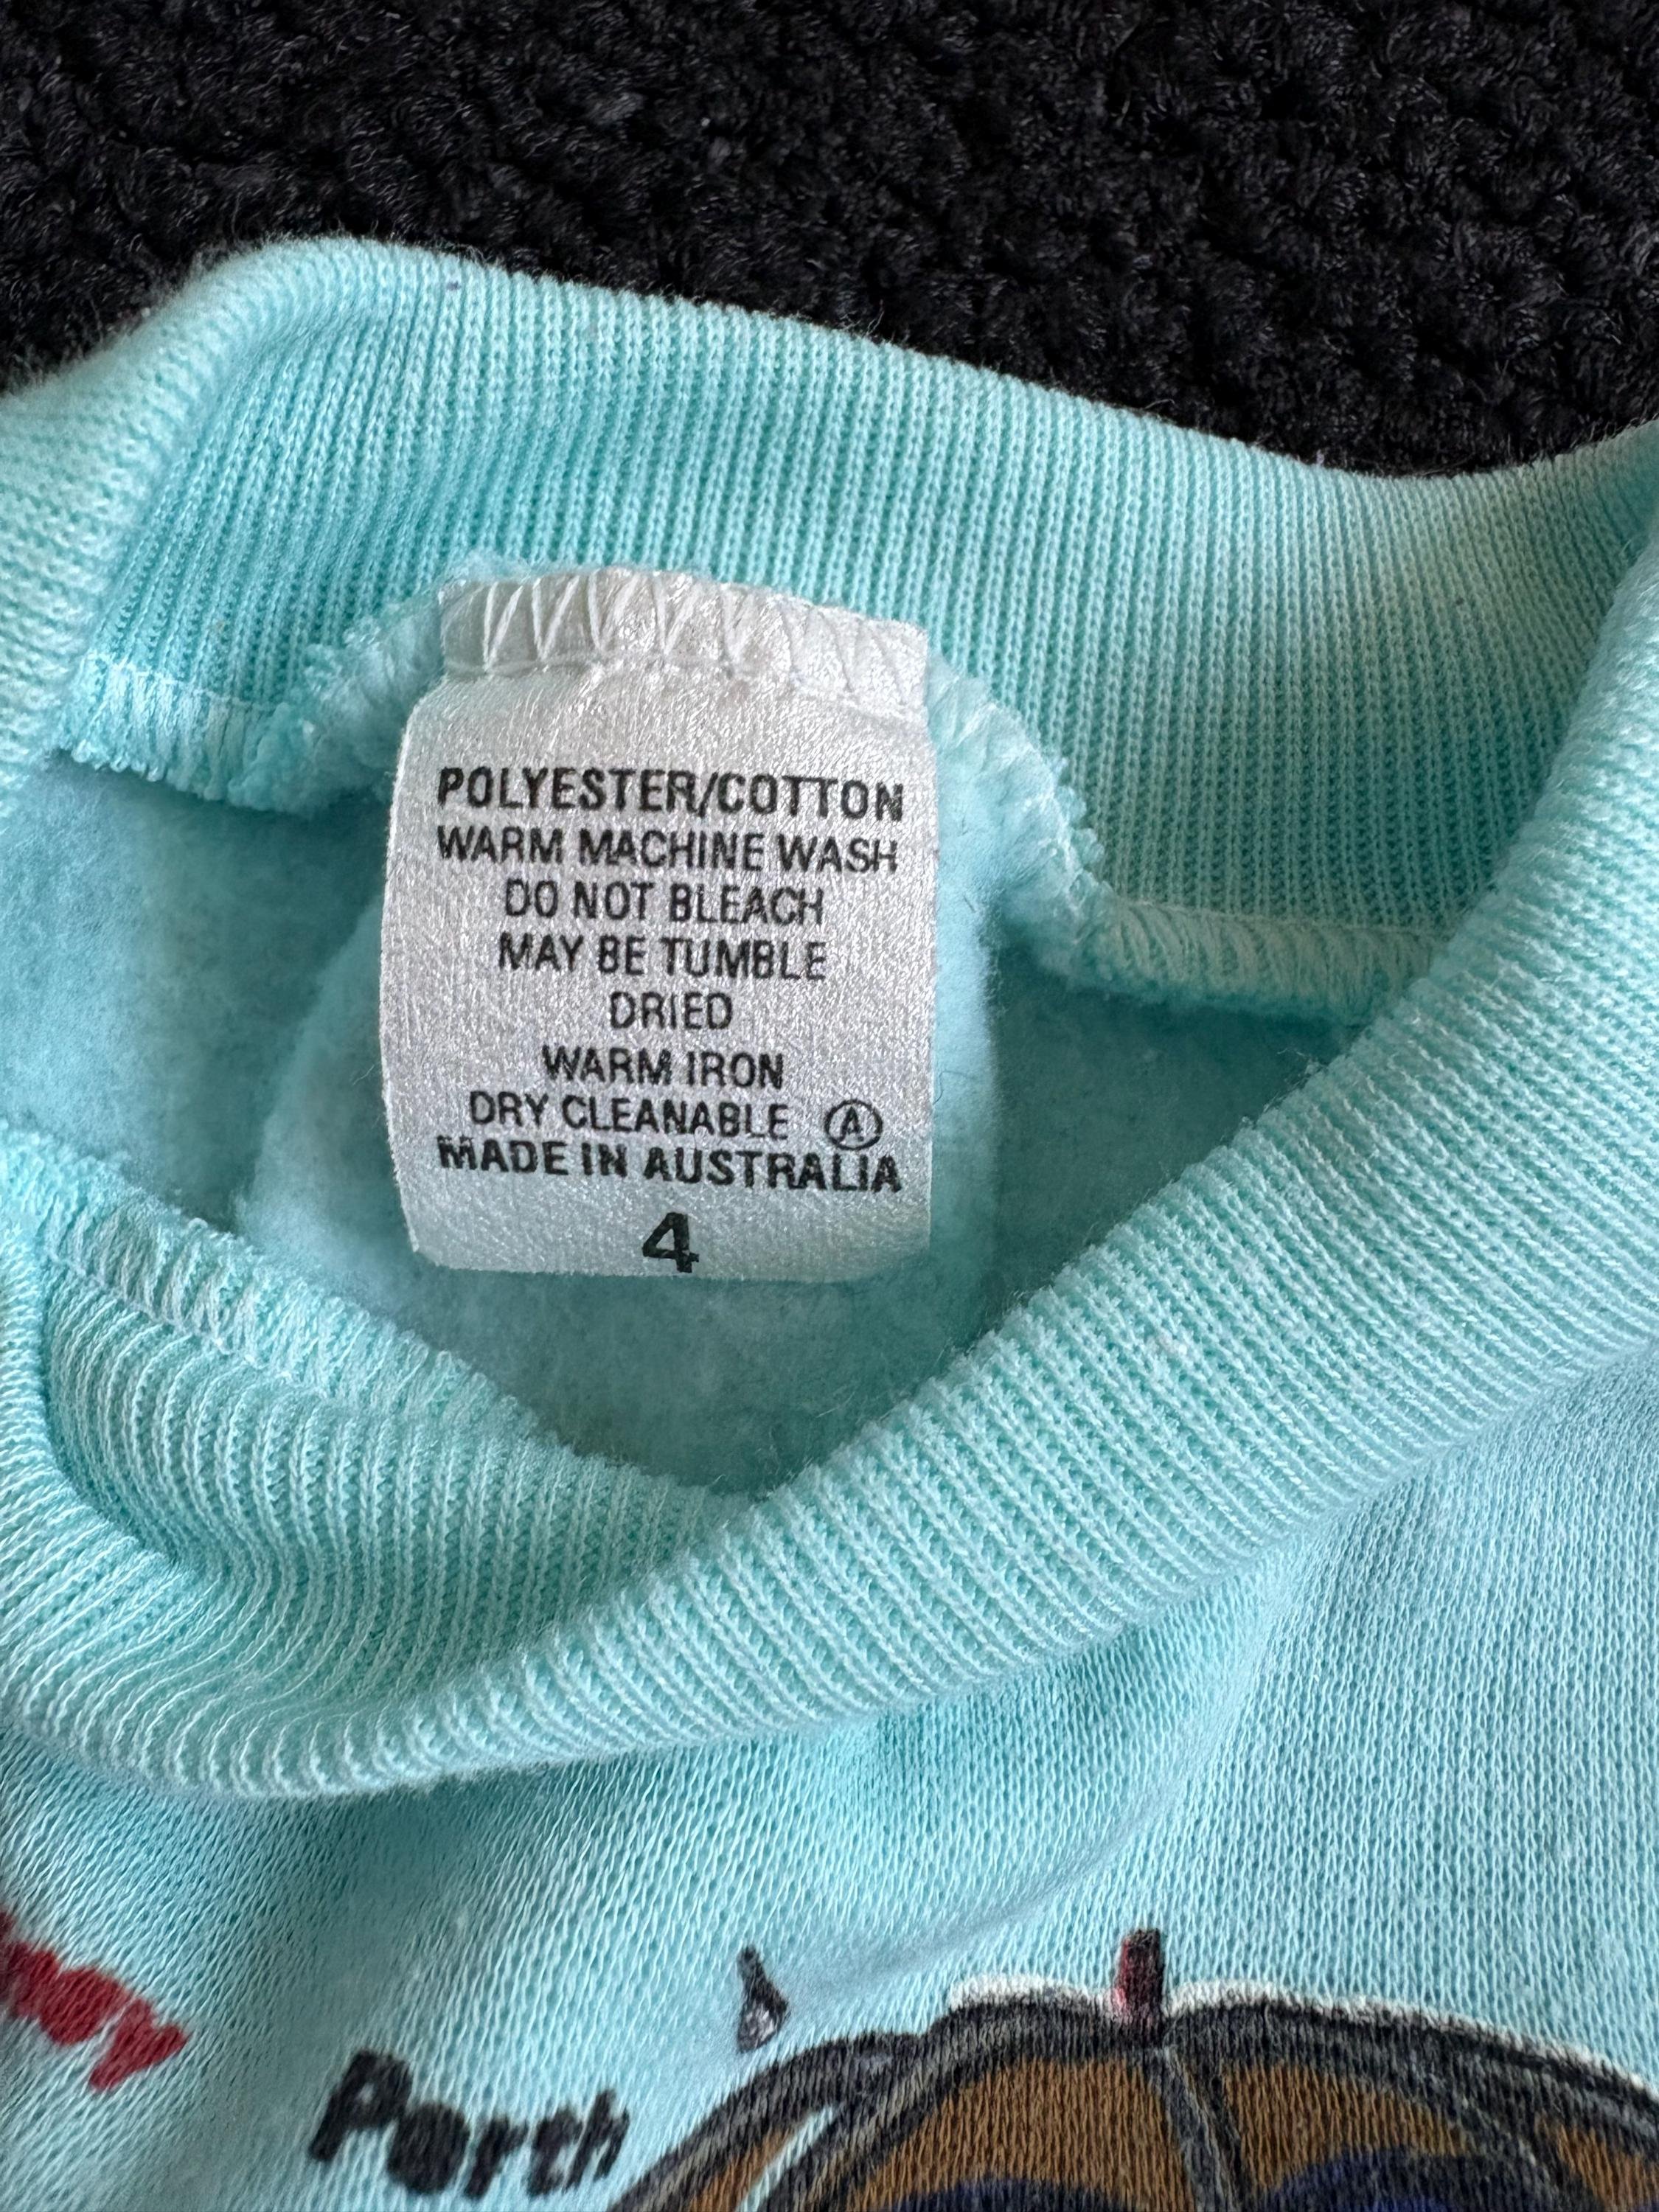 POLYESTER/COTTON
WARM MACHINE WASH
DO NOT BLEACH
MAY BE TUMBLE
DRIED
WARM IRON
DRY CLEANABLE Ⓐ
MADE IN AUSTRALIA
4
Perth